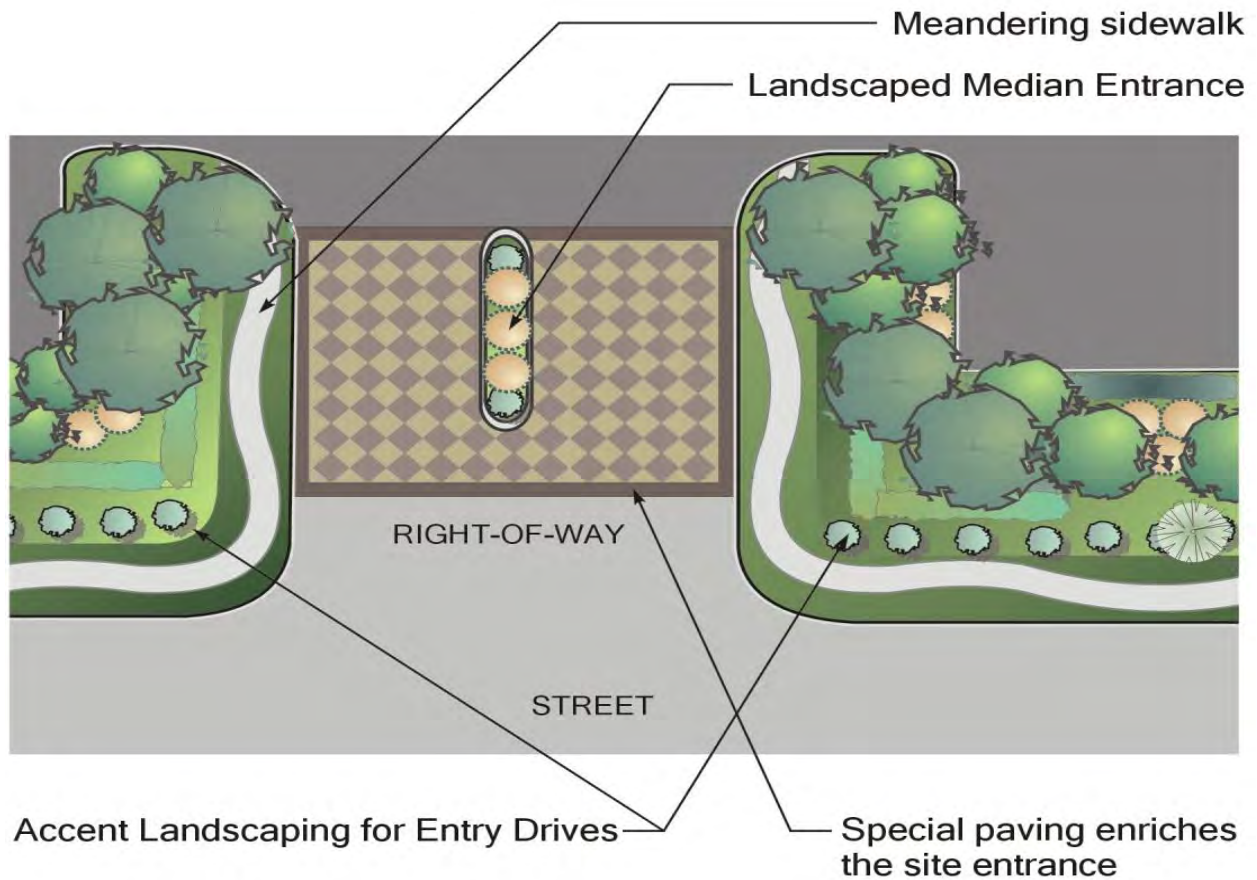 Meandering sidewalk
Landscaped Median Entrance
RIGHT-OF-WAY
STREET
Accent Landscaping for Entry Drives
Special paving enriches
the site entrance